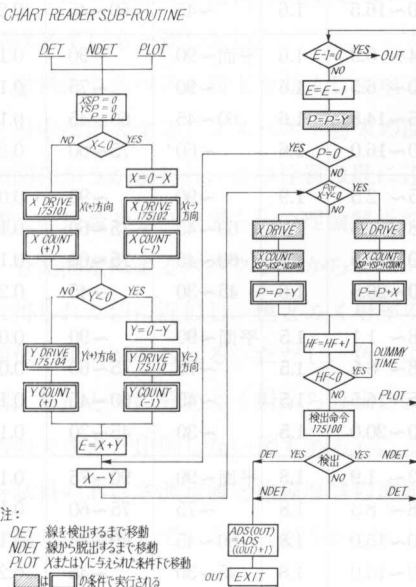 CHART READER SUB-ROUTINE
DET NDET PLOT
XSP=0
YSP=0
P=0
NO X<0 YES
X=0-X
X DRIVE
175101
X(+)方向
X DRIVE
175102
X(-)
方向
X COUNT
(+1)
X COUNT
(-1)
NO Y<0 YES
Y=0-Y
Y DRIVE
175104
Y(+)方向
Y DRIVE
175110
Y(-)
方向
Y COUNT
(+1)
Y COUNT
(-1)
E=X+Y
X-Y
注:
DET 線を検出するまで移動
NDET 線から脱出するまで移動
PLOT XまたはYに与えられた条件下で移動
は の条件で実行される
E-1=0 YES OUT
NO
E=E-1
P=P-Y
YES P=0
NO
YES P or
X-Y<0
NO
X DRIVE
Y DRIVE
X COUNT
Y COUNT
P=P-Y
P=P+X
HF=HF+1
DUMMY
TIME
HF<0 YES
NO
PLOT
検出命令
175100
DET YES 検出 YES NDET
NDET NO DET
ADS(OUT)
=ADS
((OUT)+1)
OUT EXIT